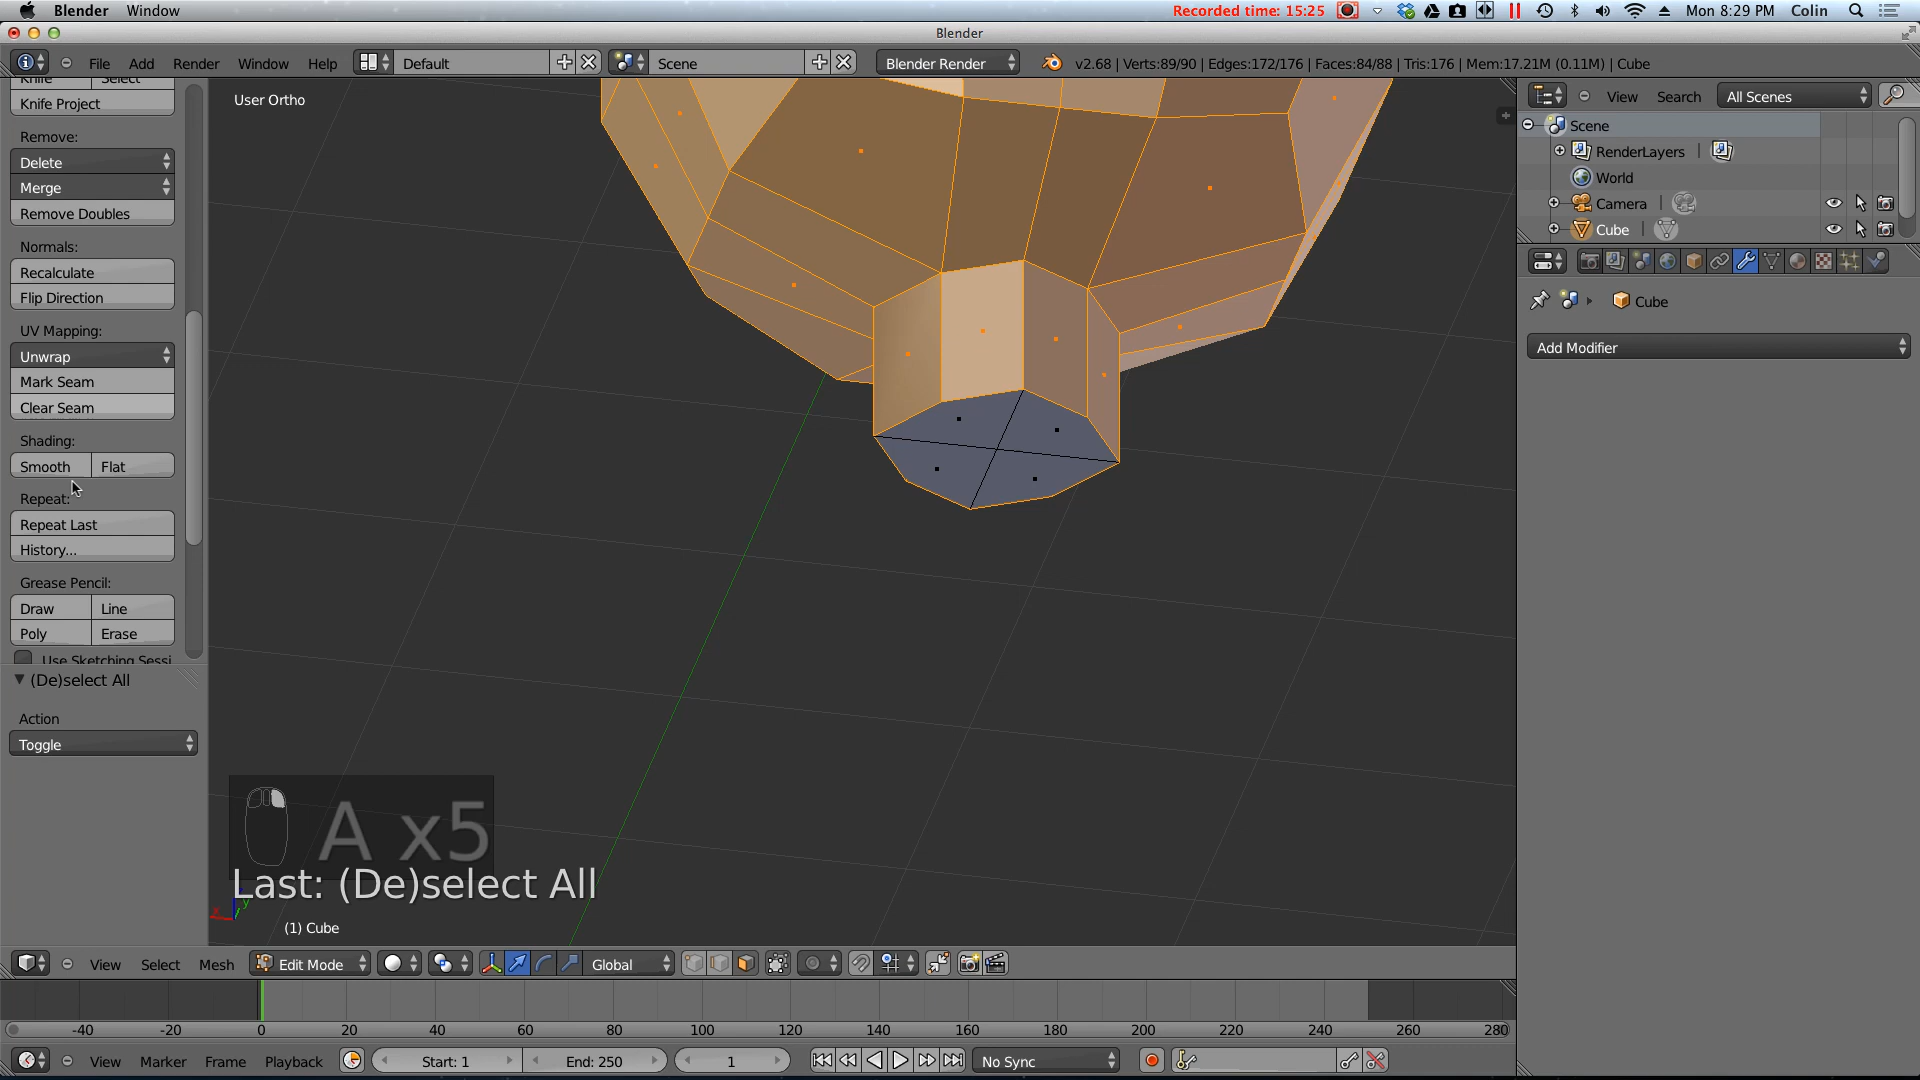 Blender Window Recorded time: 15:25 Mon 8:29 PM Colin
Blender
File Add Render Window Help Default Scene Blender Render v2.68 | Verts:89/90 | Edges:172/176 | Faces:84/88 | Tris:176 | Mem:17.21M (0.11M) | Cube
Knife Select
Knife Project
Remove:
Delete
Merge
Remove Doubles
Normals:
Recalculate
Flip Direction
UV Mapping:
Unwrap
Mark Seam
Clear Seam
Shading:
Smooth Flat
Repeat:
Repeat Last
History...
Grease Pencil:
Draw Line
Poly Erase
Use Sketching Sessi
(De)select All
Action
Toggle
User Ortho
A x5
Last: (De)select All
(1) Cube
View Search All Scenes
Scene
RenderLayers |
World
Camera |
Cube |
Cube
Add Modifier
View Select Mesh Edit Mode Global
-40 -20 0 20 40 60 80 100 120 140 160 180 200 220 240 260 280
View Marker Frame Playback Start: 1 End: 250 1 No Sync